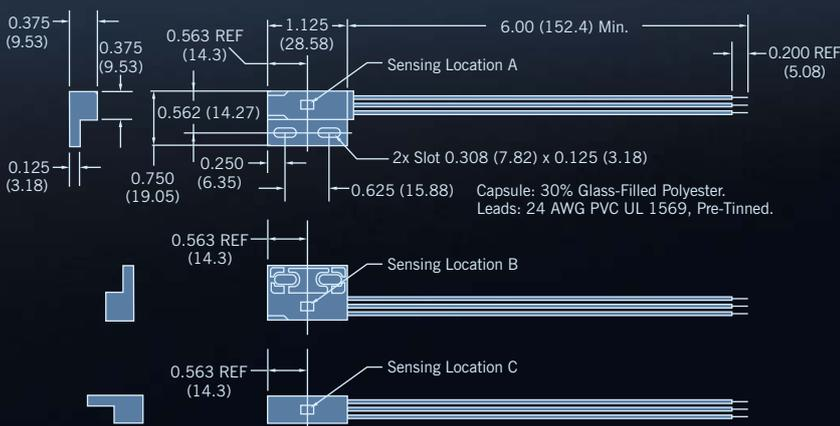 0.375
(9.53)
0.375
(9.53)
0.563 REF
(14.3)
1.125
(28.58)
6.00 (152.4) Min.
0.200 REF
(5.08)
Sensing Location A
0.562 (14.27)
2x Slot 0.308 (7.82) x 0.125 (3.18)
0.125
(3.18)
0.750
(19.05)
0.250
(6.35)
0.625 (15.88)
Capsule: 30% Glass-Filled Polyester.
Leads: 24 AWG PVC UL 1569, Pre-Tinned.
0.563 REF
(14.3)
Sensing Location B
0.563 REF
(14.3)
Sensing Location C